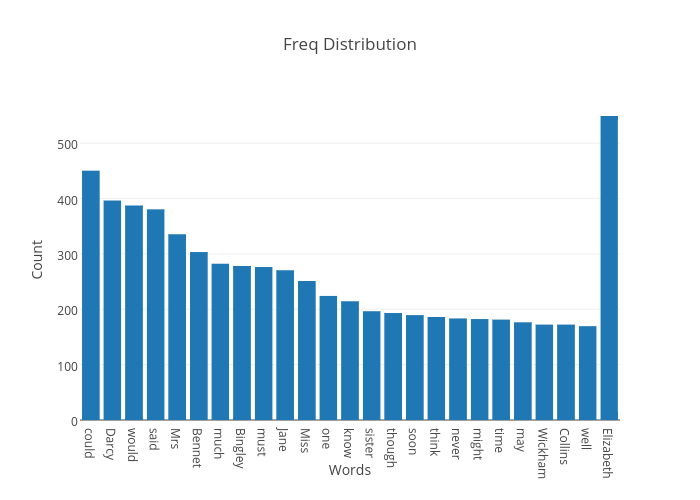 Freq Distribution
500
400
300
200
100
0
Count
could
Darcy
would
said
Mrs
Bennet
much
Bingley
must
Jane
Miss
one
know
sister
though
soon
think
never
might
time
may
Wickham
Collins
well
Elizabeth
Words